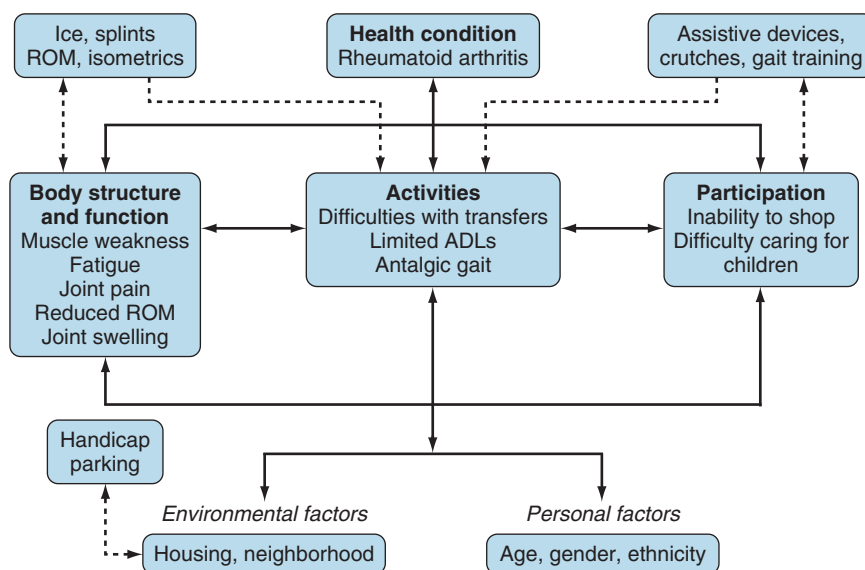 Ice, splints
ROM, isometrics
Health condition
Rheumatoid arthritis
Assistive devices,
crutches, gait training
Body structure
and function
Muscle weakness
Fatigue
Joint pain
Reduced ROM
Joint swelling
Activities
Difficulties with transfers
Limited ADLs
Antalgic gait
Participation
Inability to shop
Difficulty caring for
children
Handicap
parking
Environmental factors
Housing, neighborhood
Personal factors
Age, gender, ethnicity